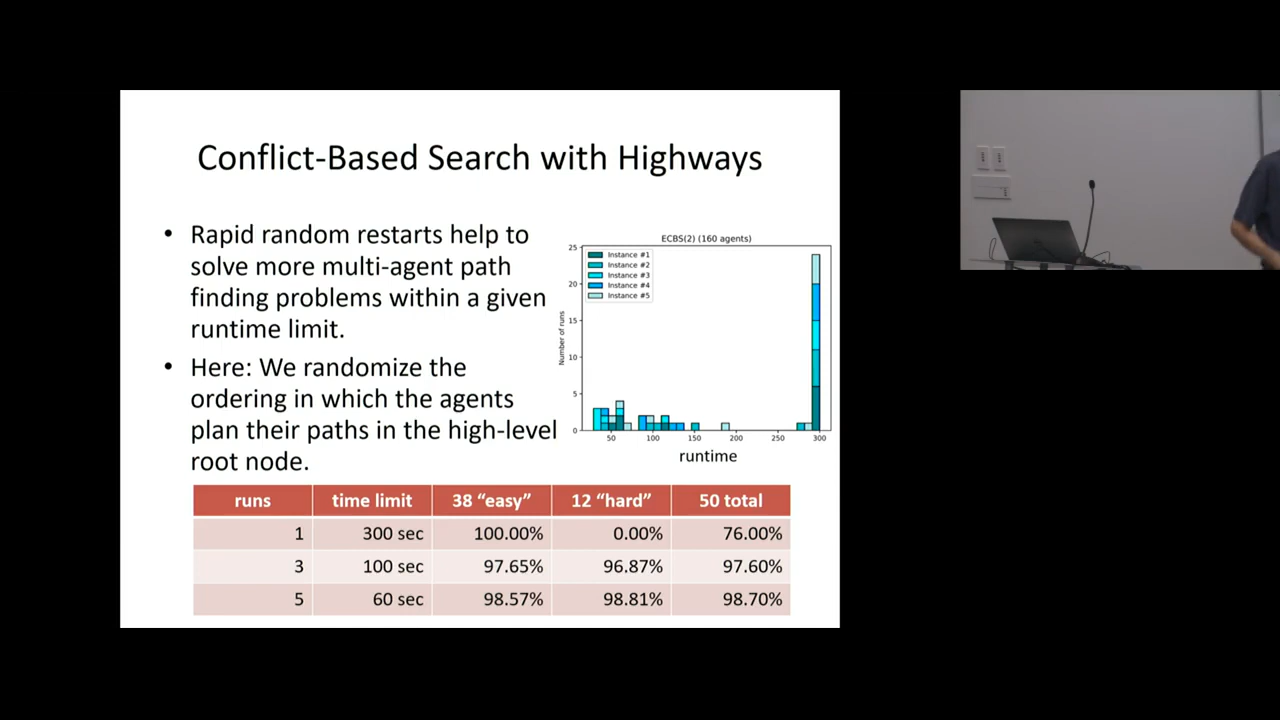 Conflict-Based Search with Highways
• Rapid random restarts help to
solve more multi-agent path
finding problems within a given
runtime limit.
• Here: We randomize the
ordering in which the agents
plan their paths in the high-level
root node.
ECBS(2) (160 agents)
Instance #1
Instance #2
Instance #3
Instance #4
Instance #5
Number of runs
25
20
15
10
5
0
50 100 150 200 250 300
runtime
runs time limit 38 “easy” 12 “hard” 50 total
1 300 sec 100.00% 0.00% 76.00%
3 100 sec 97.65% 96.87% 97.60%
5 60 sec 98.57% 98.81% 98.70%